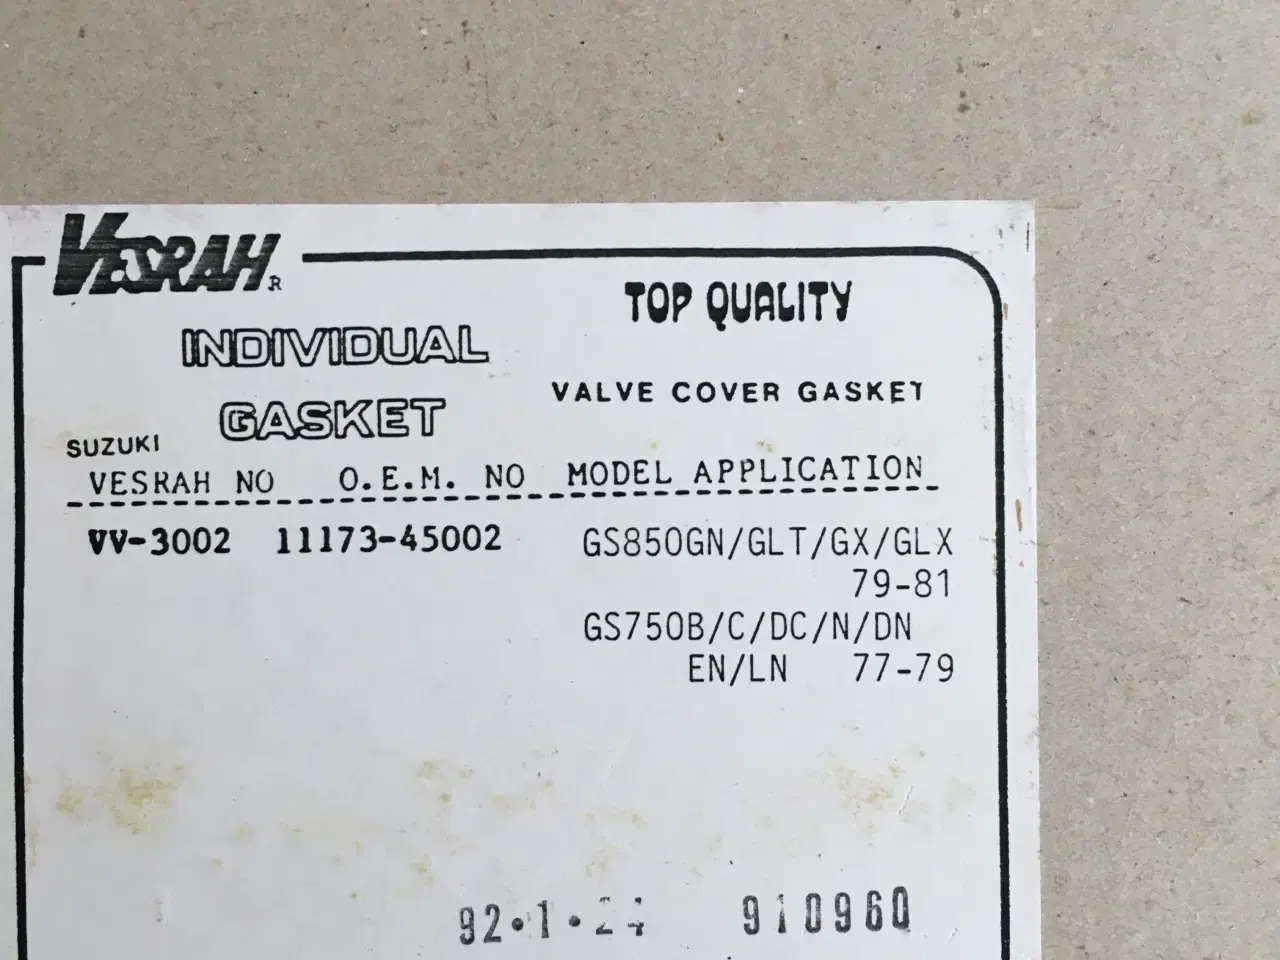 VESRAH R
TOP QUALITY
INDIVIDUAL
GASKET
VALVE COVER GASKET
SUZUKI
VESRAH NO O.E.M. NO MODEL APPLICATION
VV-3002 11173-45002 GS850GN/GLT/GX/GLX
79-81
GS750B/C/DC/N/DN
EN/LN 77-79
92•1•24 910960